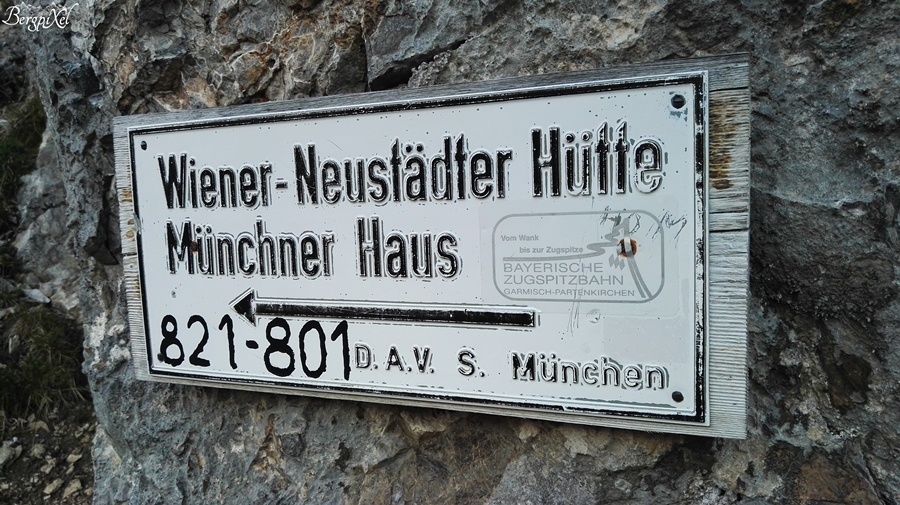 BergpiXel
Wiener-Neustädter Hütte
Münchner Haus
Vom Wank
bis zur Zugspitze
BAYERISCHE
ZUGSPITZBAHN
GARMISCH-PARTENKIRCHEN
821-801 D.A.V. S. München